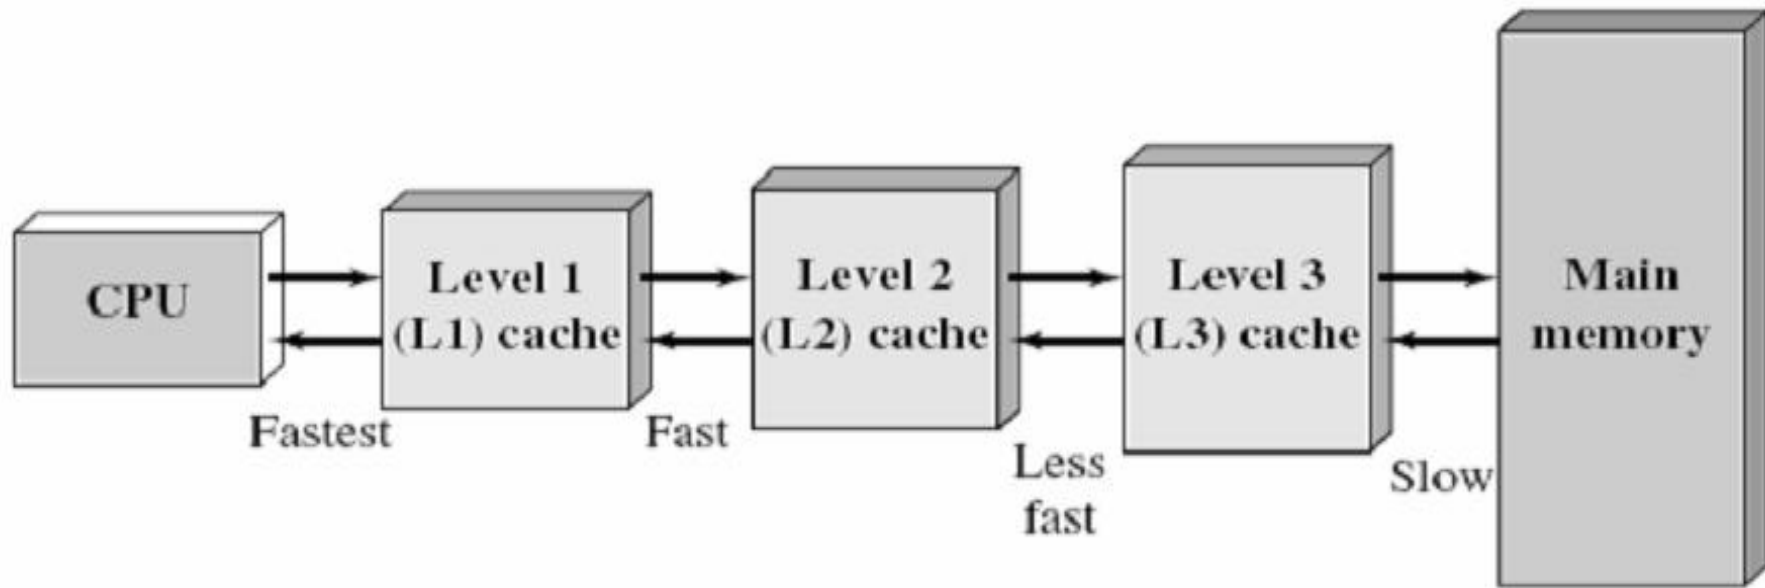 CPU
Level 1
(L1) cache
Level 2
(L2) cache
Level 3
(L3) cache
Main
memory
Fastest
Fast
Less
fast
Slow